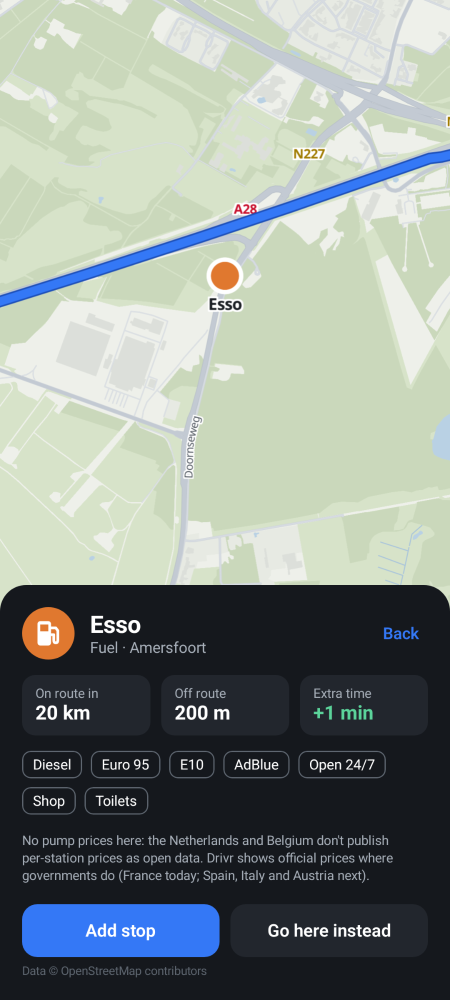 N227
A28
Esso
Doornseweg
Esso
Fuel · Amersfoort
Back
On route in
20 km
Off route
200 m
Extra time
+1 min
Diesel
Euro 95
E10
AdBlue
Open 24/7
Shop
Toilets
No pump prices here: the Netherlands and Belgium don't publish
per-station prices as open data. Drivr shows official prices where
governments do (France today; Spain, Italy and Austria next).
Add stop
Go here instead
Data © OpenStreetMap contributors